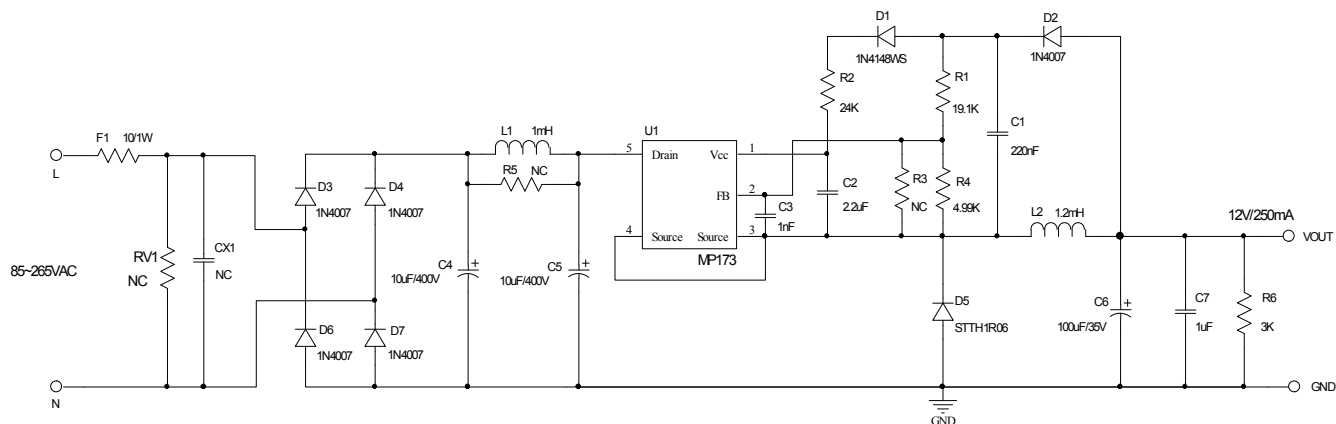 D1
1N4148WS
D2
1N4007
R2
24K
R1
19.1K
C1
220nF
F1 10/1W
L
L1 1mH
R5 NC
U1
5 Drain Vcc 1
FB 2
4 Source Source 3
MP173
C2
2.2uF
C3
1nF
R3
NC
R4
4.99K
L2 1.2mH
12V/250mA
VOUT
D3
1N4007
D4
1N4007
85~265VAC
RV1
NC
CX1
NC
C4
10uF/400V
C5
10uF/400V
D6
1N4007
D7
1N4007
D5
STTH1R06
C6
100uF/35V
C7
1uF
R6
3K
N
GND
GND